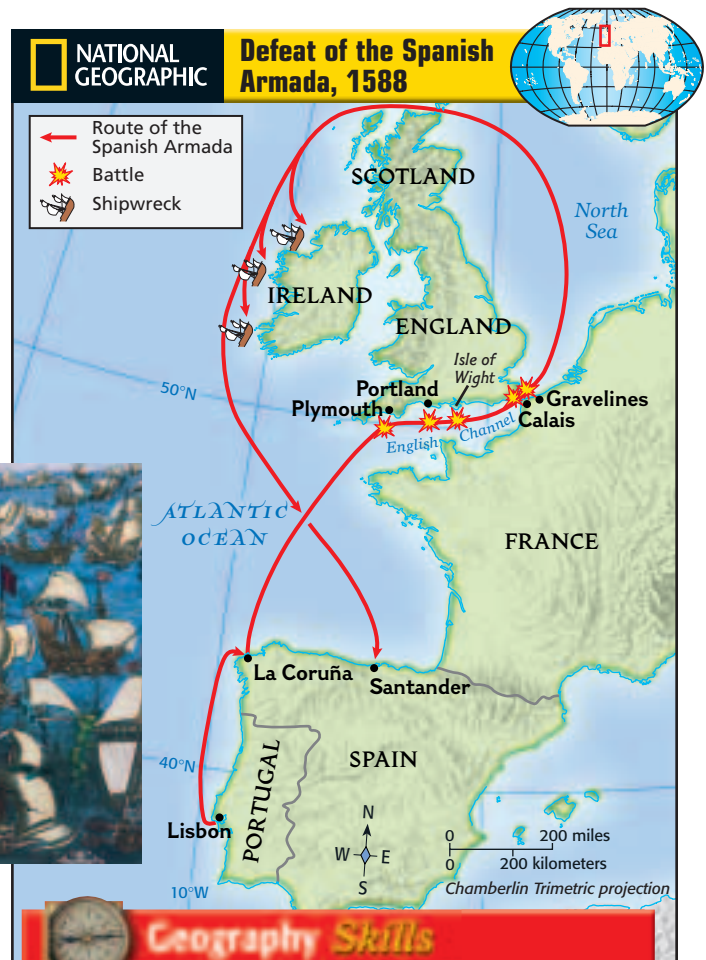 NATIONAL
GEOGRAPHIC
Defeat of the Spanish
Armada, 1588
Route of the
Spanish Armada
Battle
Shipwreck
SCOTLAND
North
Sea
IRELAND
ENGLAND
Isle of
Wight
50°N
Portland
Plymouth
Gravelines
Calais
English Channel
ATLANTIC
OCEAN
FRANCE
La Coruña
Santander
40°N
PORTUGAL
SPAIN
Lisbon
N
W E
S
0 200 miles
0 200 kilometers
Chamberlin Trimetric projection
10°W
Geography Skills